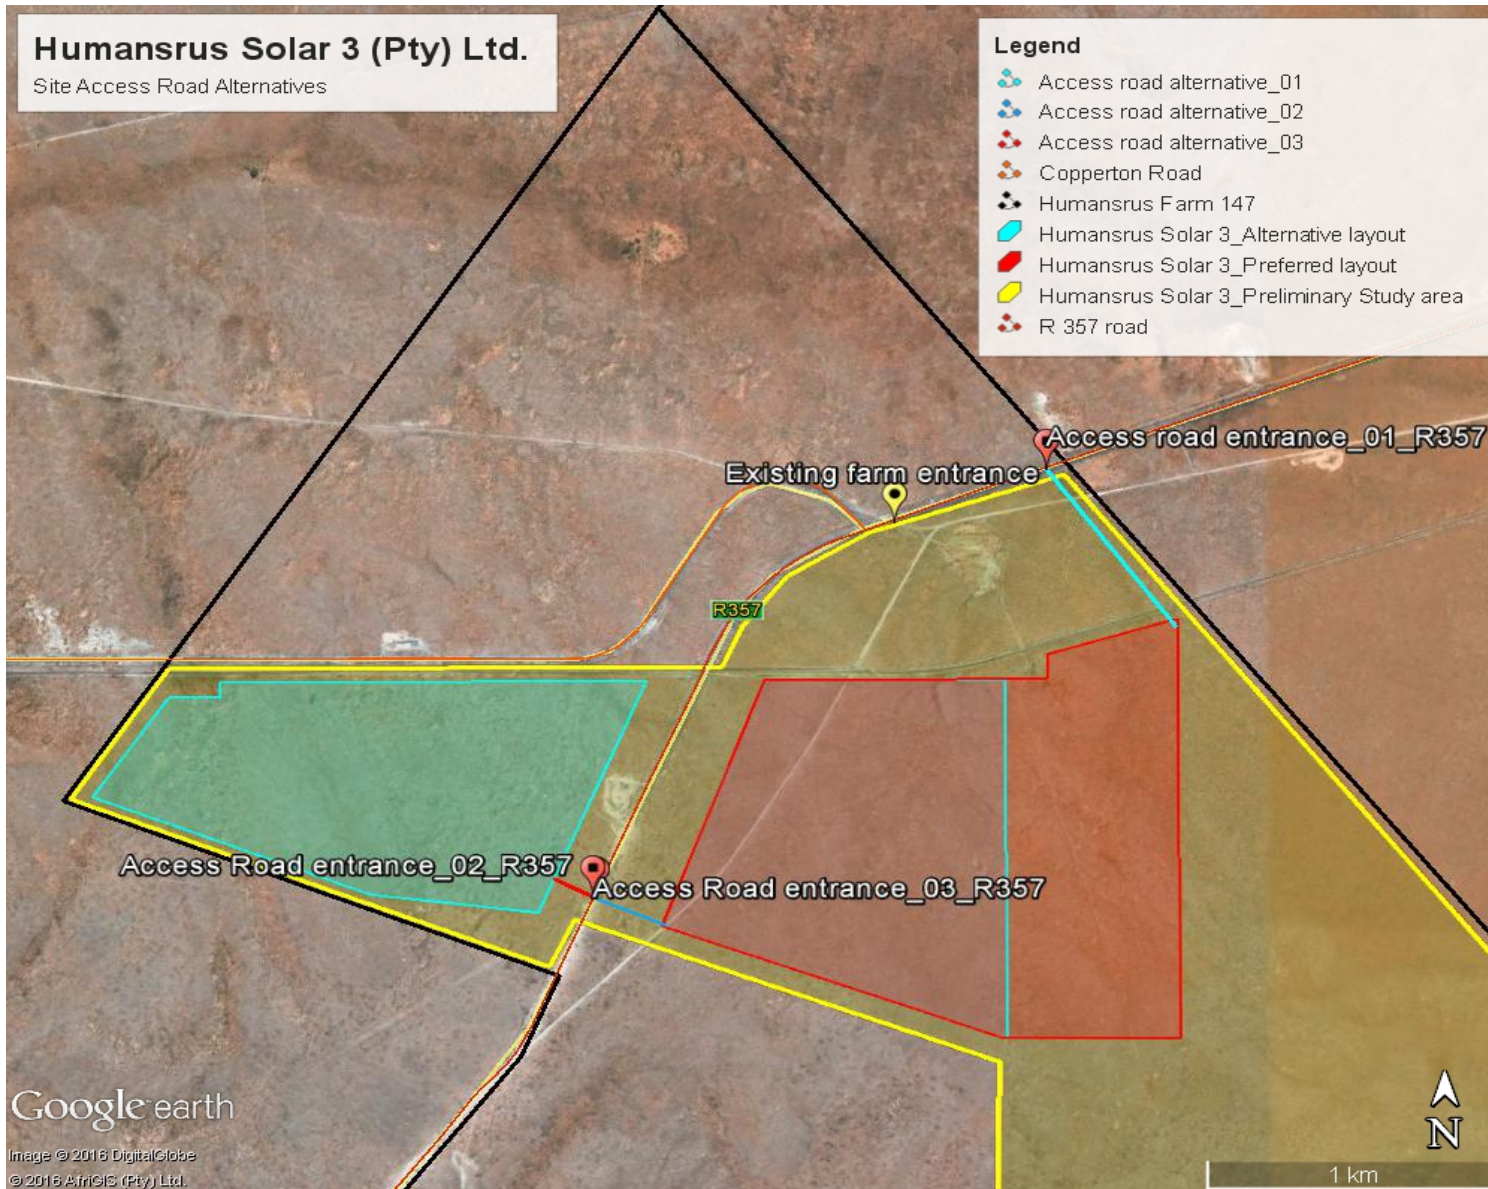 Humansrus Solar 3 (Pty) Ltd.
Site Access Road Alternatives
Legend
Access road alternative_01
Access road alternative_02
Access road alternative_03
Copperton Road
Humansrus Farm 147
Humansrus Solar 3_Alternative layout
Humansrus Solar 3_Preferred layout
Humansrus Solar 3_Preliminary Study area
R 357 road
Access road entrance_01_R357
Existing farm entrance
R357
Access Road entrance_02_R357
Access Road entrance_03_R357
Google earth
N
Image © 2016 DigitalGlobe
© 2016 AfriGIS (Pty) Ltd.
1 km